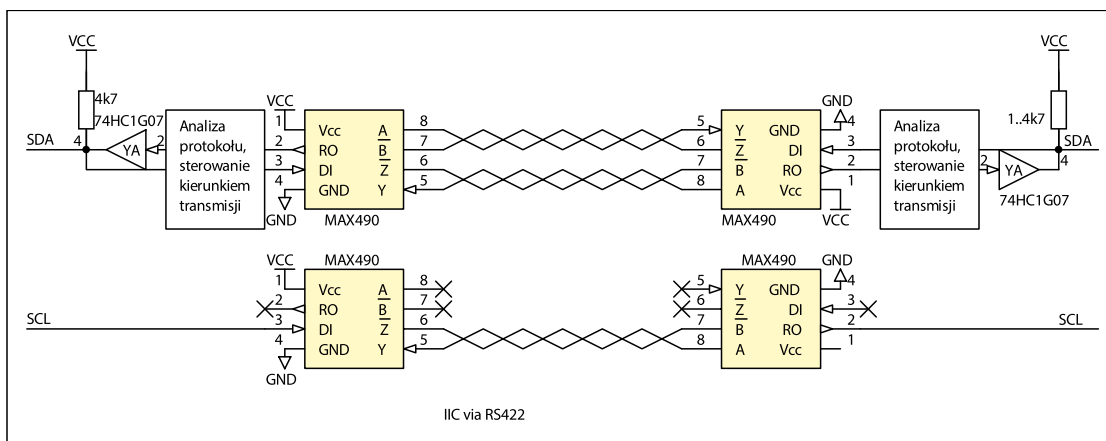 VCC
4k7
74HC1G07
SDA
4
YA
2
Analiza
protokołu,
sterowanie
kierunkiem
transmisji
VCC
1
2
3
4
GND
Vcc
RO
DI
GND
A
B
Z
Y
8
7
6
5
MAX490
5
6
7
8
Y
Z
B
A
GND
DI
RO
Vcc
MAX490
GND
4
3
2
1
VCC
Analiza
protokołu,
sterowanie
kierunkiem
transmisji
2
YA
4
74HC1G07
VCC
1..4k7
SDA
SCL
VCC
1
2
3
4
GND
MAX490
Vcc
RO
DI
GND
A
B
Z
Y
8
7
6
5
5
6
7
8
MAX490
Y
Z
B
A
GND
DI
RO
Vcc
GND
4
3
2
1
SCL
IIC via RS422